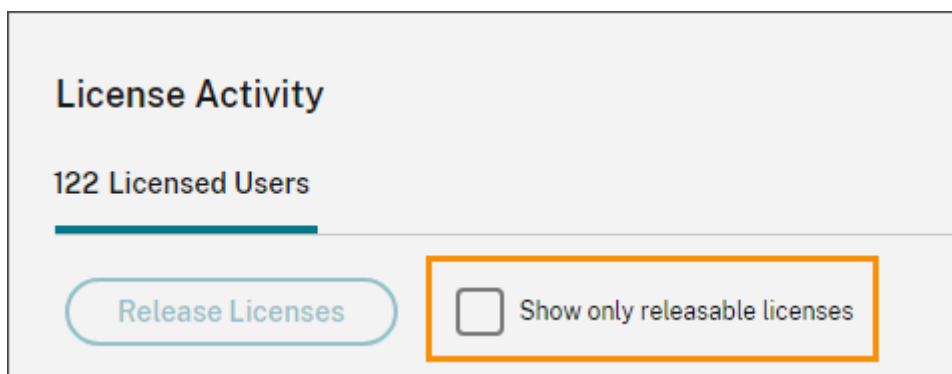 License Activity
122 Licensed Users
Release Licenses
Show only releasable licenses